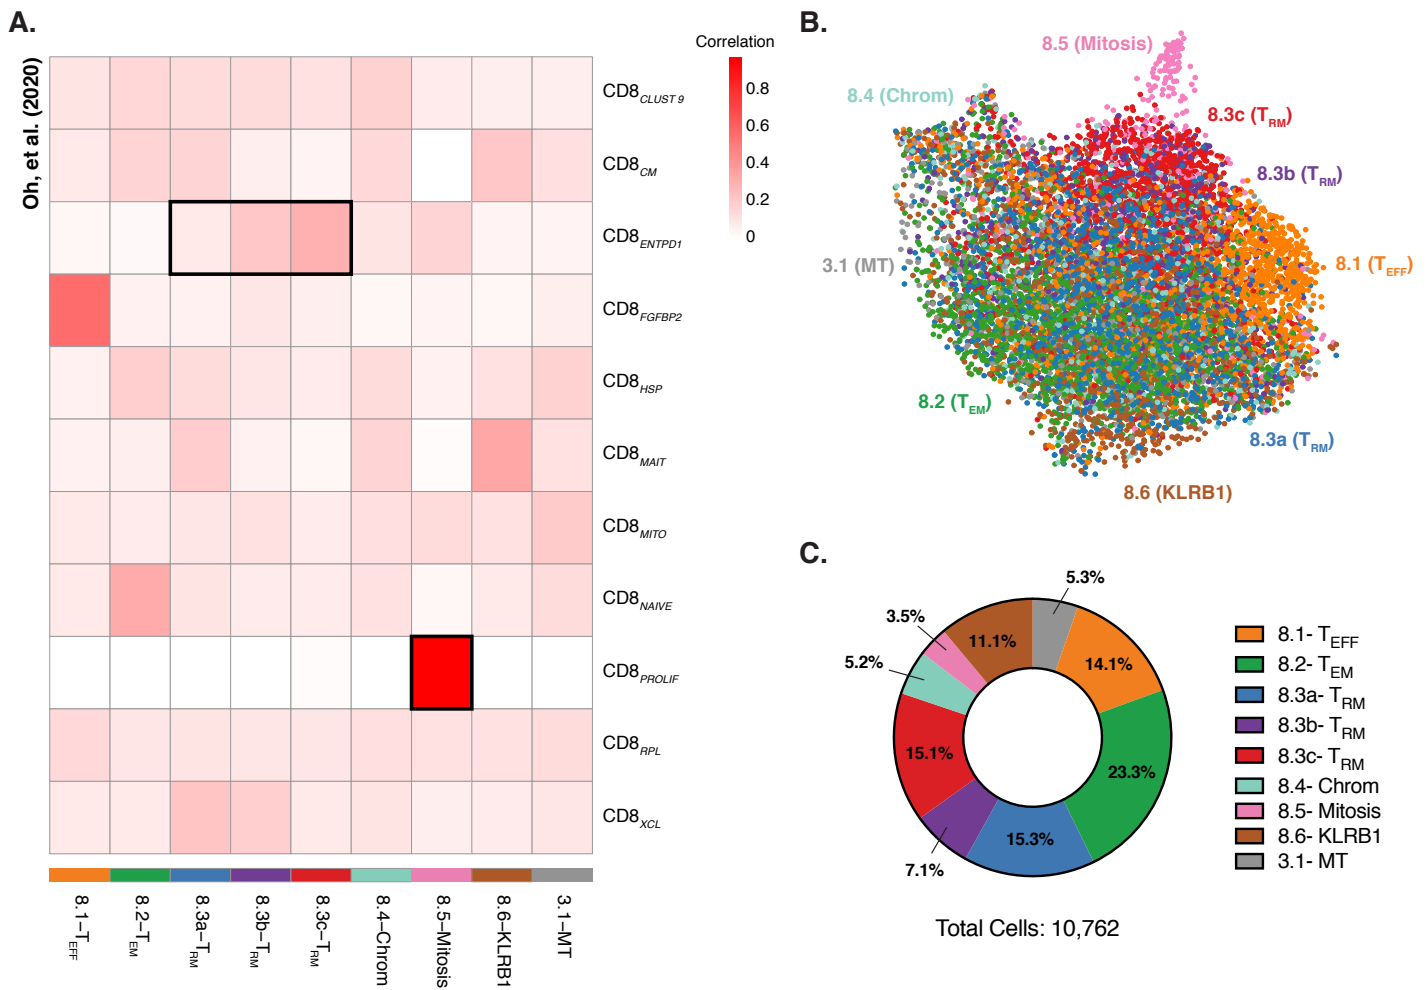 A.
Oh, et al. (2020)
CD8CLUST 9
CD8CM
CD8ENTPD1
CD8FGFBP2
CD8HSP
CD8MAIT
CD8MITO
CD8NAIVE
CD8PROLIF
CD8RPL
CD8XCL
8.1–TEFF
8.2–TEM
8.3a–TRM
8.3b–TRM
8.3c–TRM
8.4–Chrom
8.5–Mitosis
8.6–KLRB1
3.1–MT
Correlation
0.8
0.6
0.4
0.2
0
B.
8.5 (Mitosis)
8.4 (Chrom)
8.3c (TRM)
8.3b (TRM)
3.1 (MT)
8.1 (TEFF)
8.2 (TEM)
8.3a (TRM)
8.6 (KLRB1)
C.
5.3%
3.5%
11.1%
14.1%
5.2%
15.1%
23.3%
15.3%
7.1%
8.1- TEFF
8.2- TEM
8.3a- TRM
8.3b- TRM
8.3c- TRM
8.4- Chrom
8.5- Mitosis
8.6- KLRB1
3.1- MT
Total Cells: 10,762